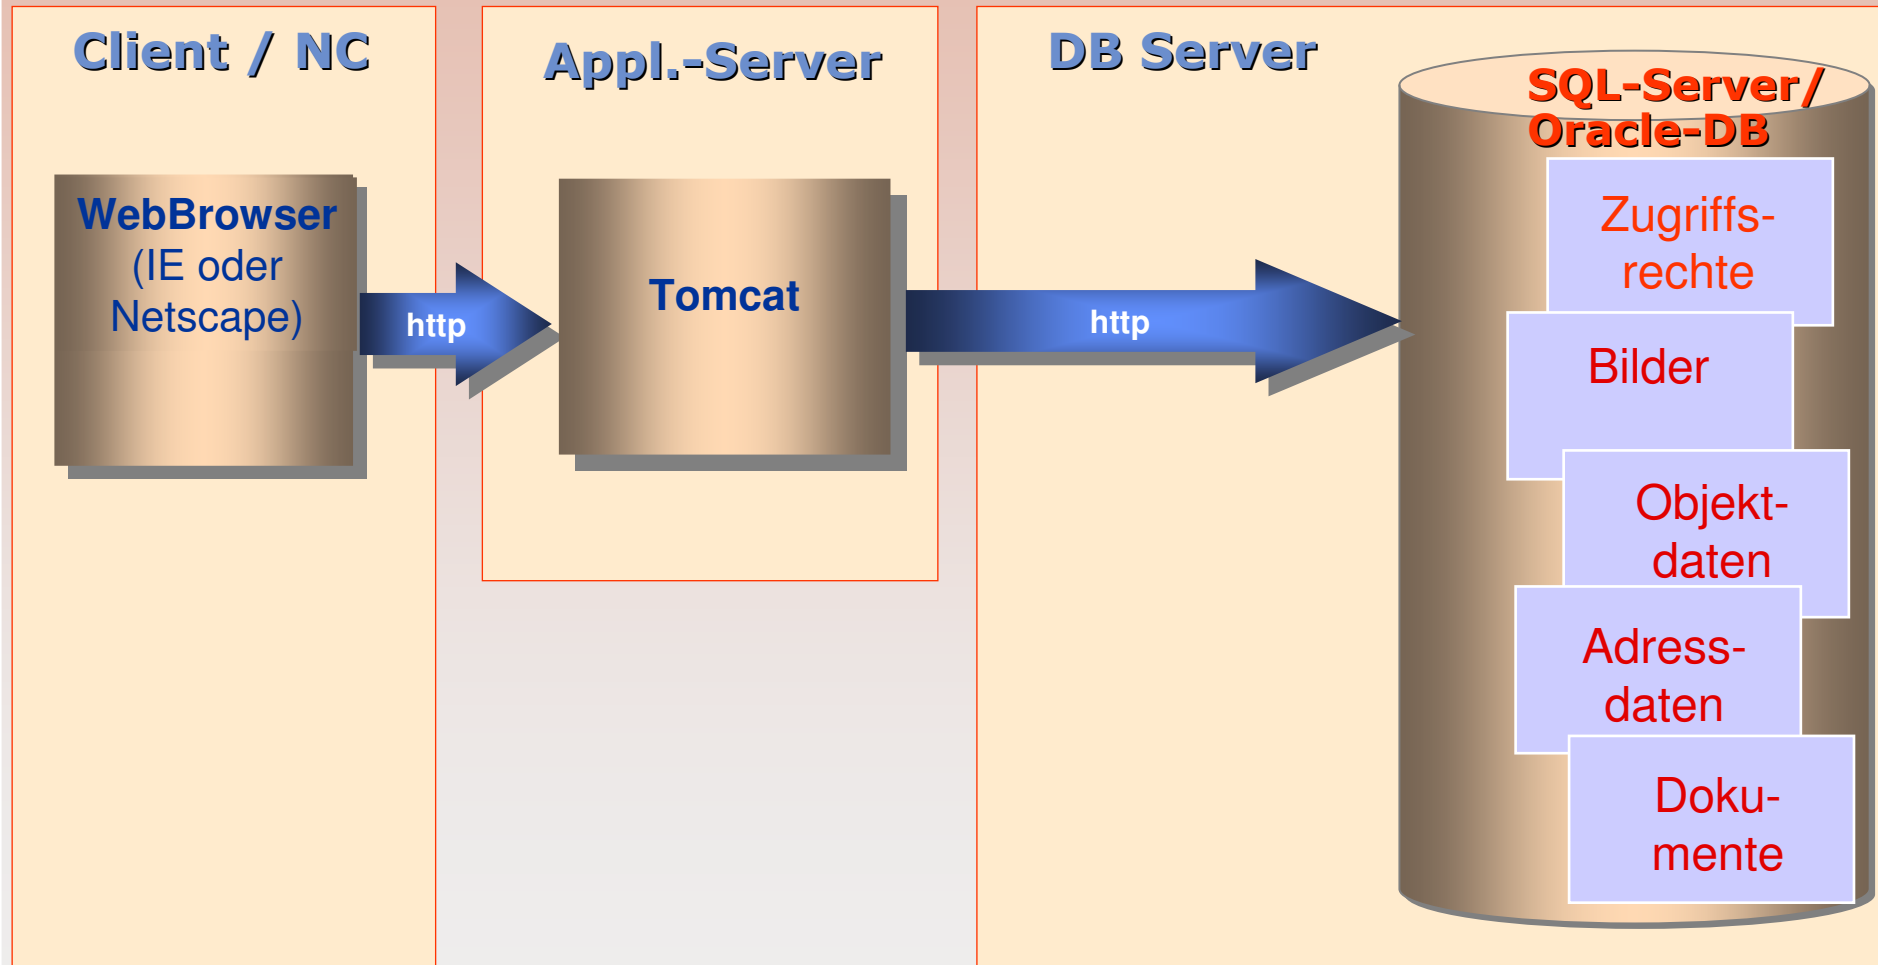 Client / NC
Appl.-Server
DB Server
SQL-Server/
Oracle-DB
WebBrowser
(IE oder
Netscape)
http
Tomcat
http
Zugriffs-
rechte
Bilder
Objekt-
daten
Adress-
daten
Doku-
mente